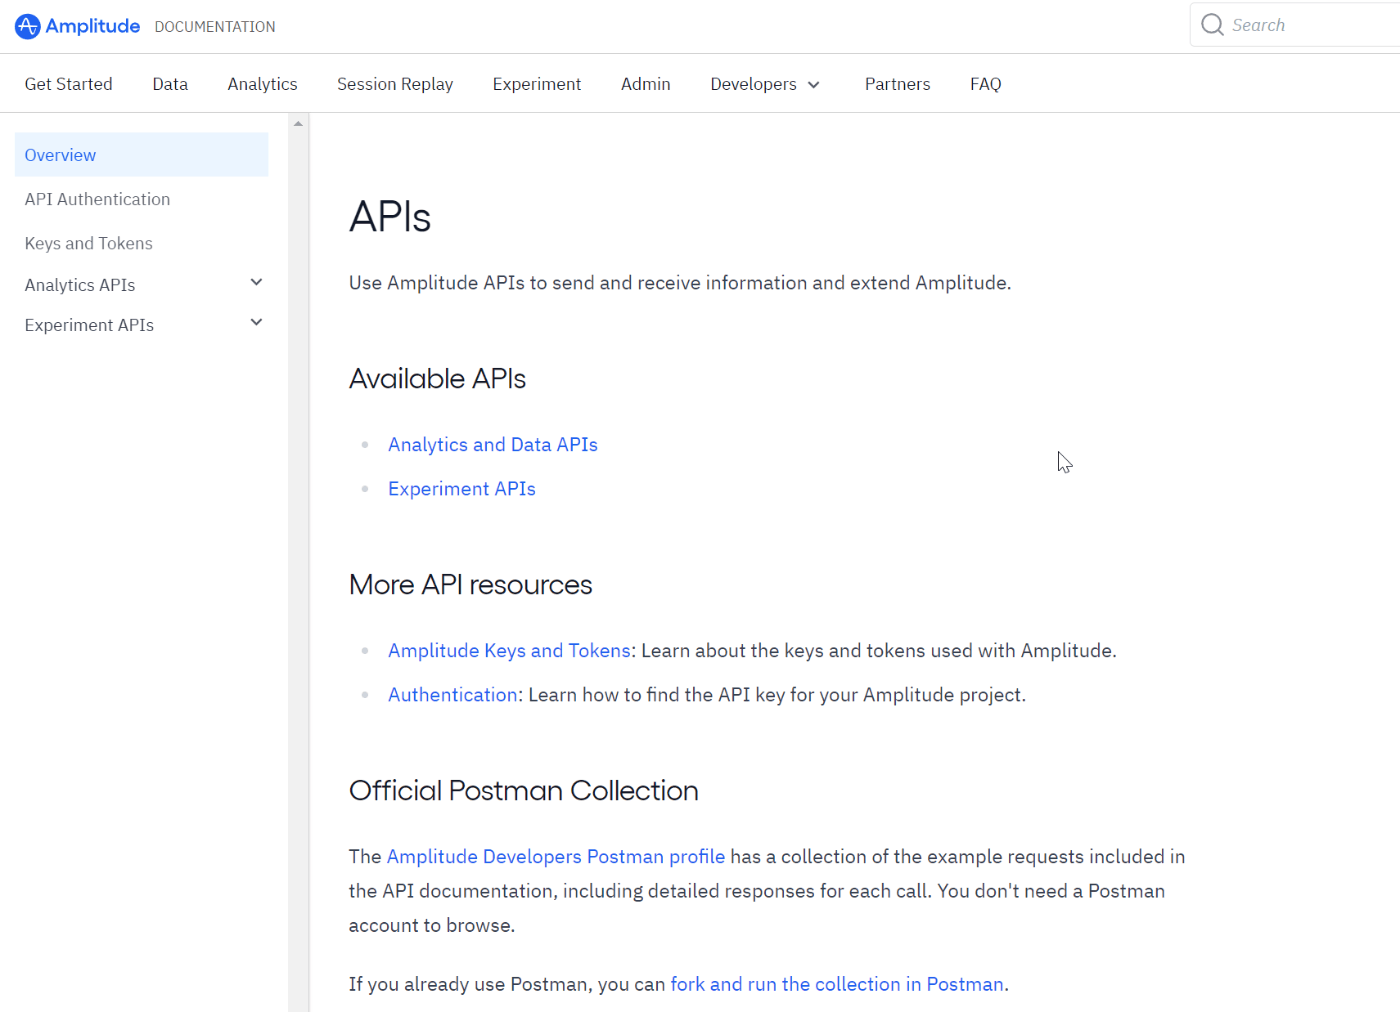 Amplitude DOCUMENTATION
Search
Get Started Data Analytics Session Replay Experiment Admin Developers Partners FAQ
Overview
API Authentication
Keys and Tokens
Analytics APIs
Experiment APIs
APIs
Use Amplitude APIs to send and receive information and extend Amplitude.
Available APIs
Analytics and Data APIs
Experiment APIs
More API resources
Amplitude Keys and Tokens: Learn about the keys and tokens used with Amplitude.
Authentication: Learn how to find the API key for your Amplitude project.
Official Postman Collection
The Amplitude Developers Postman profile has a collection of the example requests included in
the API documentation, including detailed responses for each call. You don't need a Postman
account to browse.
If you already use Postman, you can fork and run the collection in Postman.